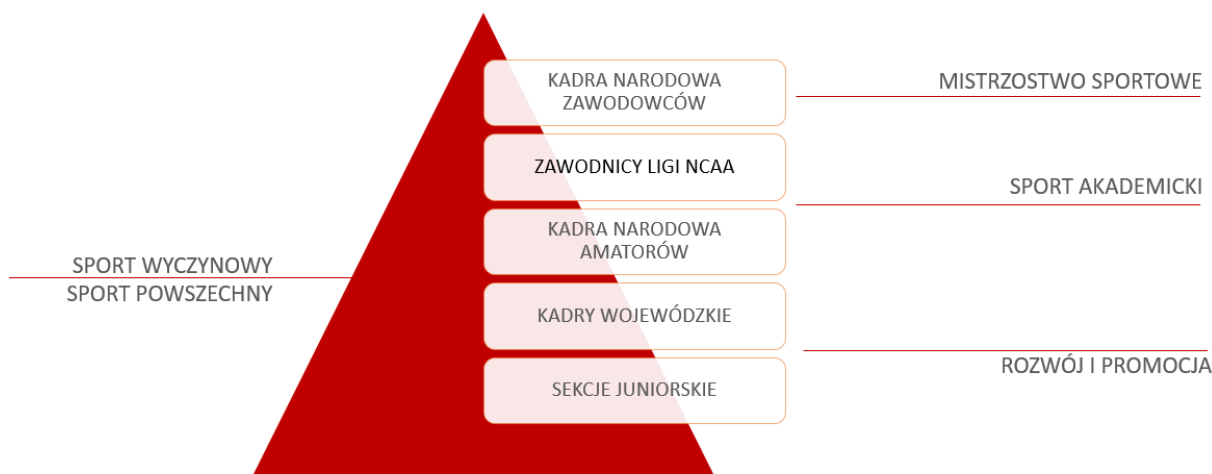 KADRA NARODOWA
ZAWODOWCÓW
MISTRZOSTWO SPORTOWE
ZAWODNICY LIGI NCAA
SPORT AKADEMICKI
KADRA NARODOWA
AMATORÓW
SPORT WYCZYNOWY
SPORT POWSZECHNY
KADRY WOJEWÓDZKIE
ROZWÓJ I PROMOCJA
SEKCJE JUNIORSKIE